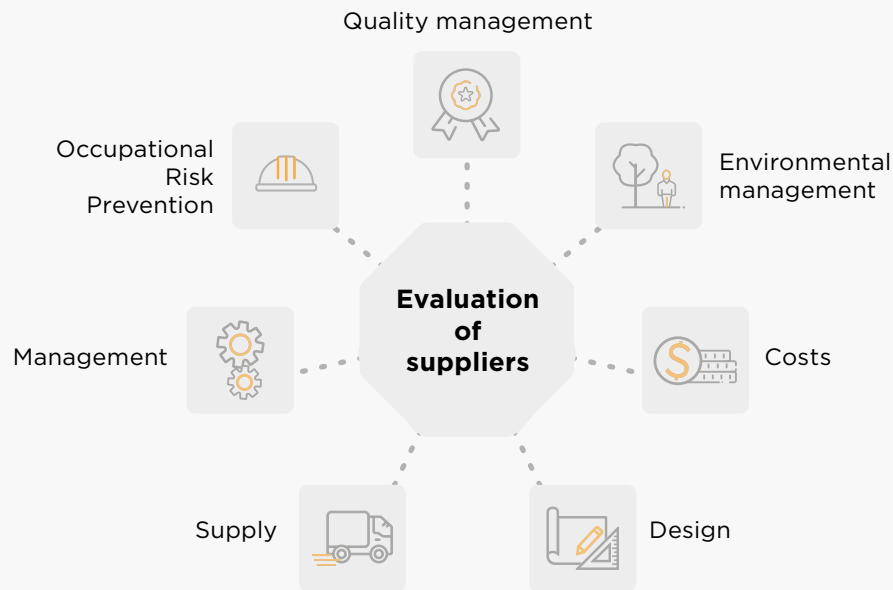 Quality management
Occupational
Risk
Prevention
Environmental
management
Evaluation
of
suppliers
Management
Costs
Supply
Design